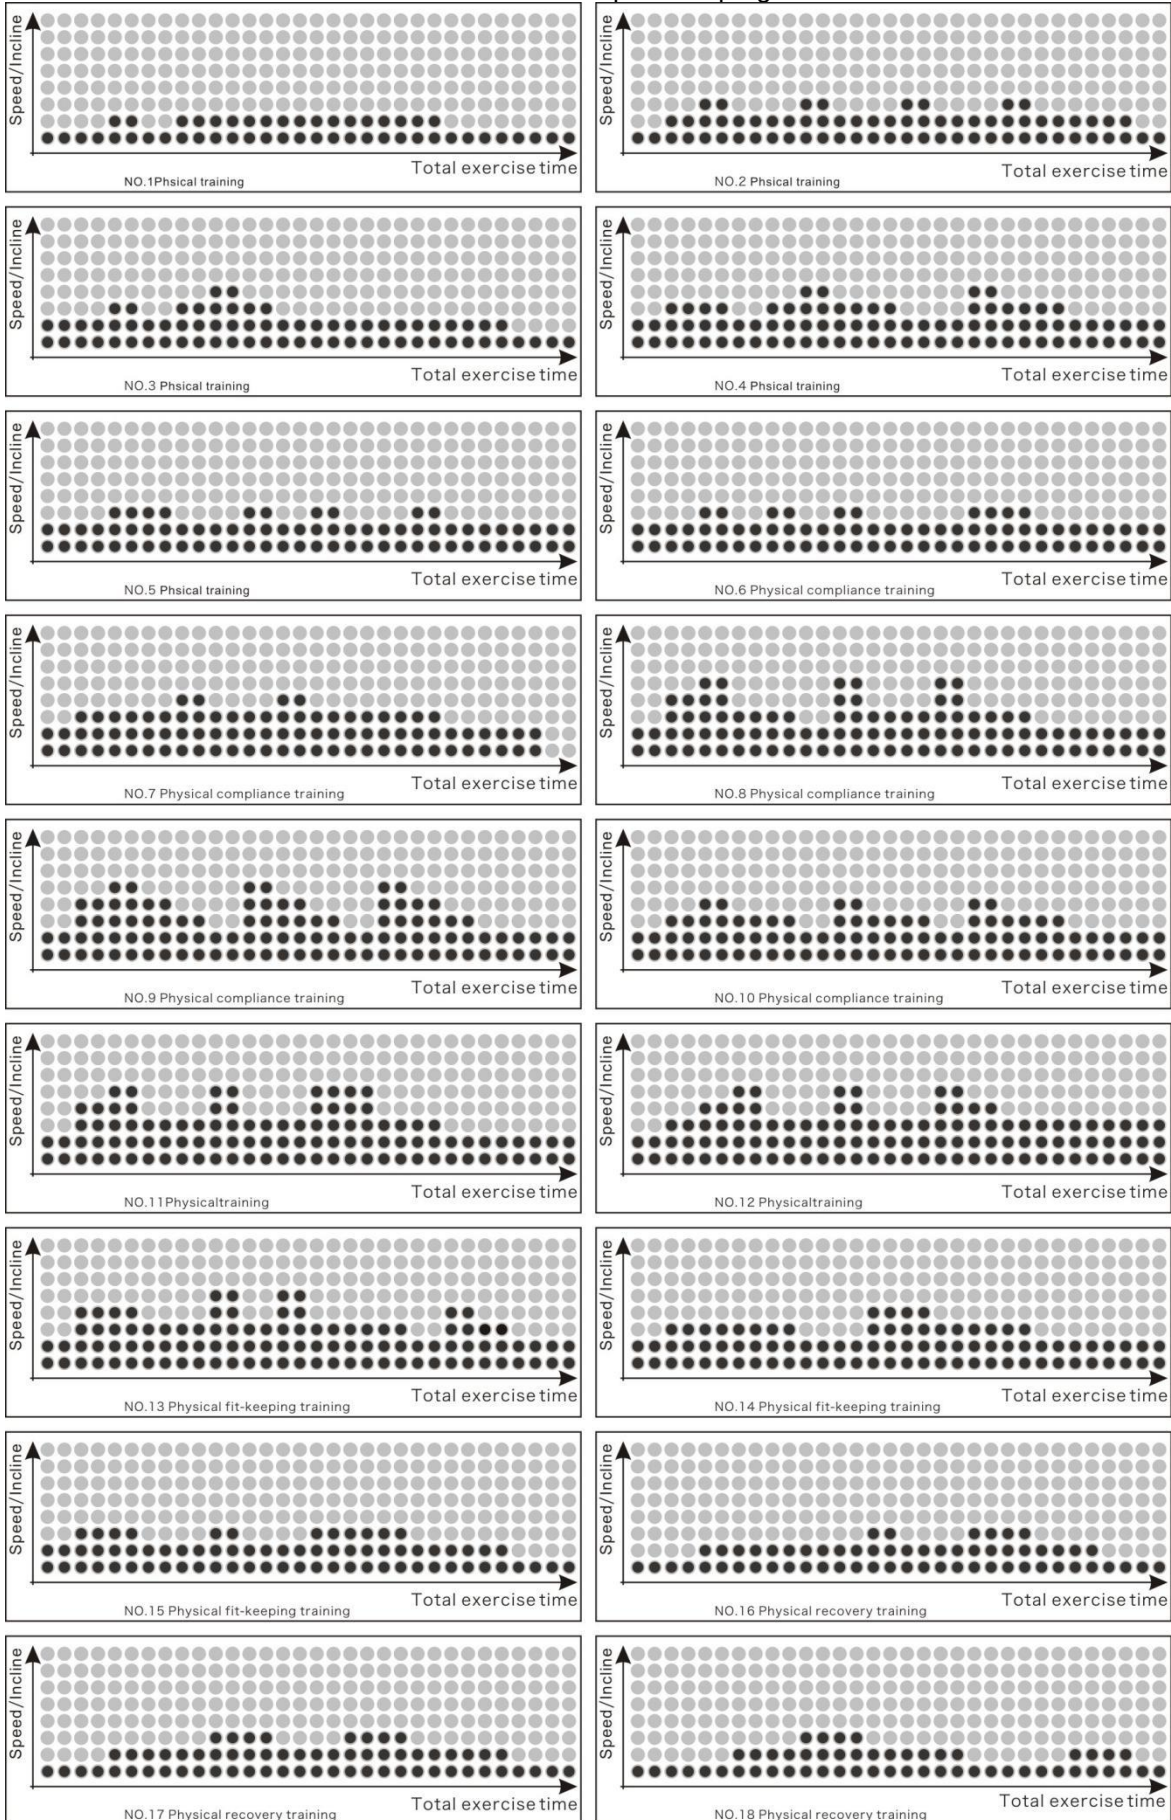 Speed/Incline
Total exercise time
NO.1Phsical training
Speed/Incline
Total exercise time
NO.2 Phsical training
Speed/Incline
Total exercise time
NO.3 Phsical training
Speed/Incline
Total exercise time
NO.4 Phsical training
Speed/Incline
Total exercise time
NO.5 Phsical training
Speed/Incline
Total exercise time
NO.6 Physical compliance training
Speed/Incline
Total exercise time
NO.7 Physical compliance training
Speed/Incline
Total exercise time
NO.8 Physical compliance training
Speed/Incline
Total exercise time
NO.9 Physical compliance training
Speed/Incline
Total exercise time
NO.10 Physical compliance training
Speed/Incline
Total exercise time
NO.11Physicaltraining
Speed/Incline
Total exercise time
NO.12 Physicaltraining
Speed/Incline
Total exercise time
NO.13 Physical fit-keeping training
Speed/Incline
Total exercise time
NO.14 Physical fit-keeping training
Speed/Incline
Total exercise time
NO.15 Physical fit-keeping training
Speed/Incline
Total exercise time
NO.16 Physical recovery training
Speed/Incline
Total exercise time
NO.17 Physical recovery training
Speed/Incline
Total exercise time
NO.18 Physical recovery training